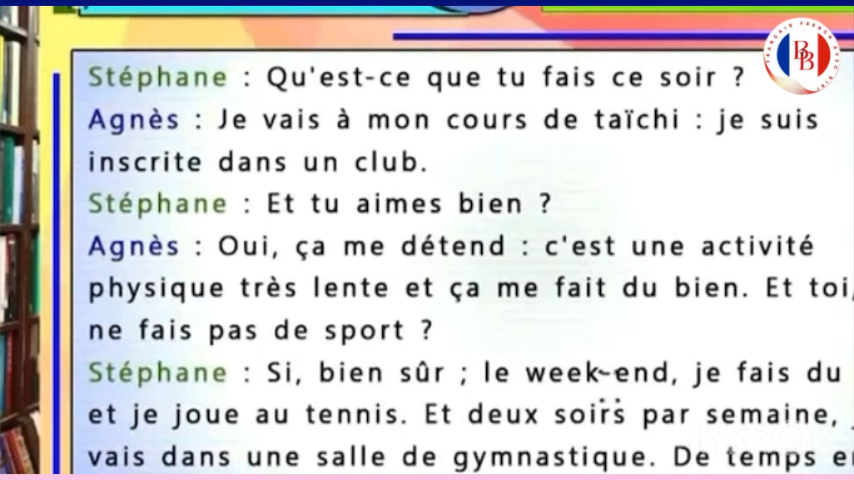 Stéphane : Qu'est-ce que tu fais ce soir ?
Agnès : Je vais à mon cours de taïchi : je suis
inscrite dans un club.
Stéphane : Et tu aimes bien ?
Agnès : Oui, ça me détend : c'est une activité
physique très lente et ça me fait du bien. Et toi,
ne fais pas de sport ?
Stéphane : Si, bien sûr ; le week-end, je fais du
et je joue au tennis. Et deux soirs par semaine,
vais dans une salle de gymnastique. De temps
BB